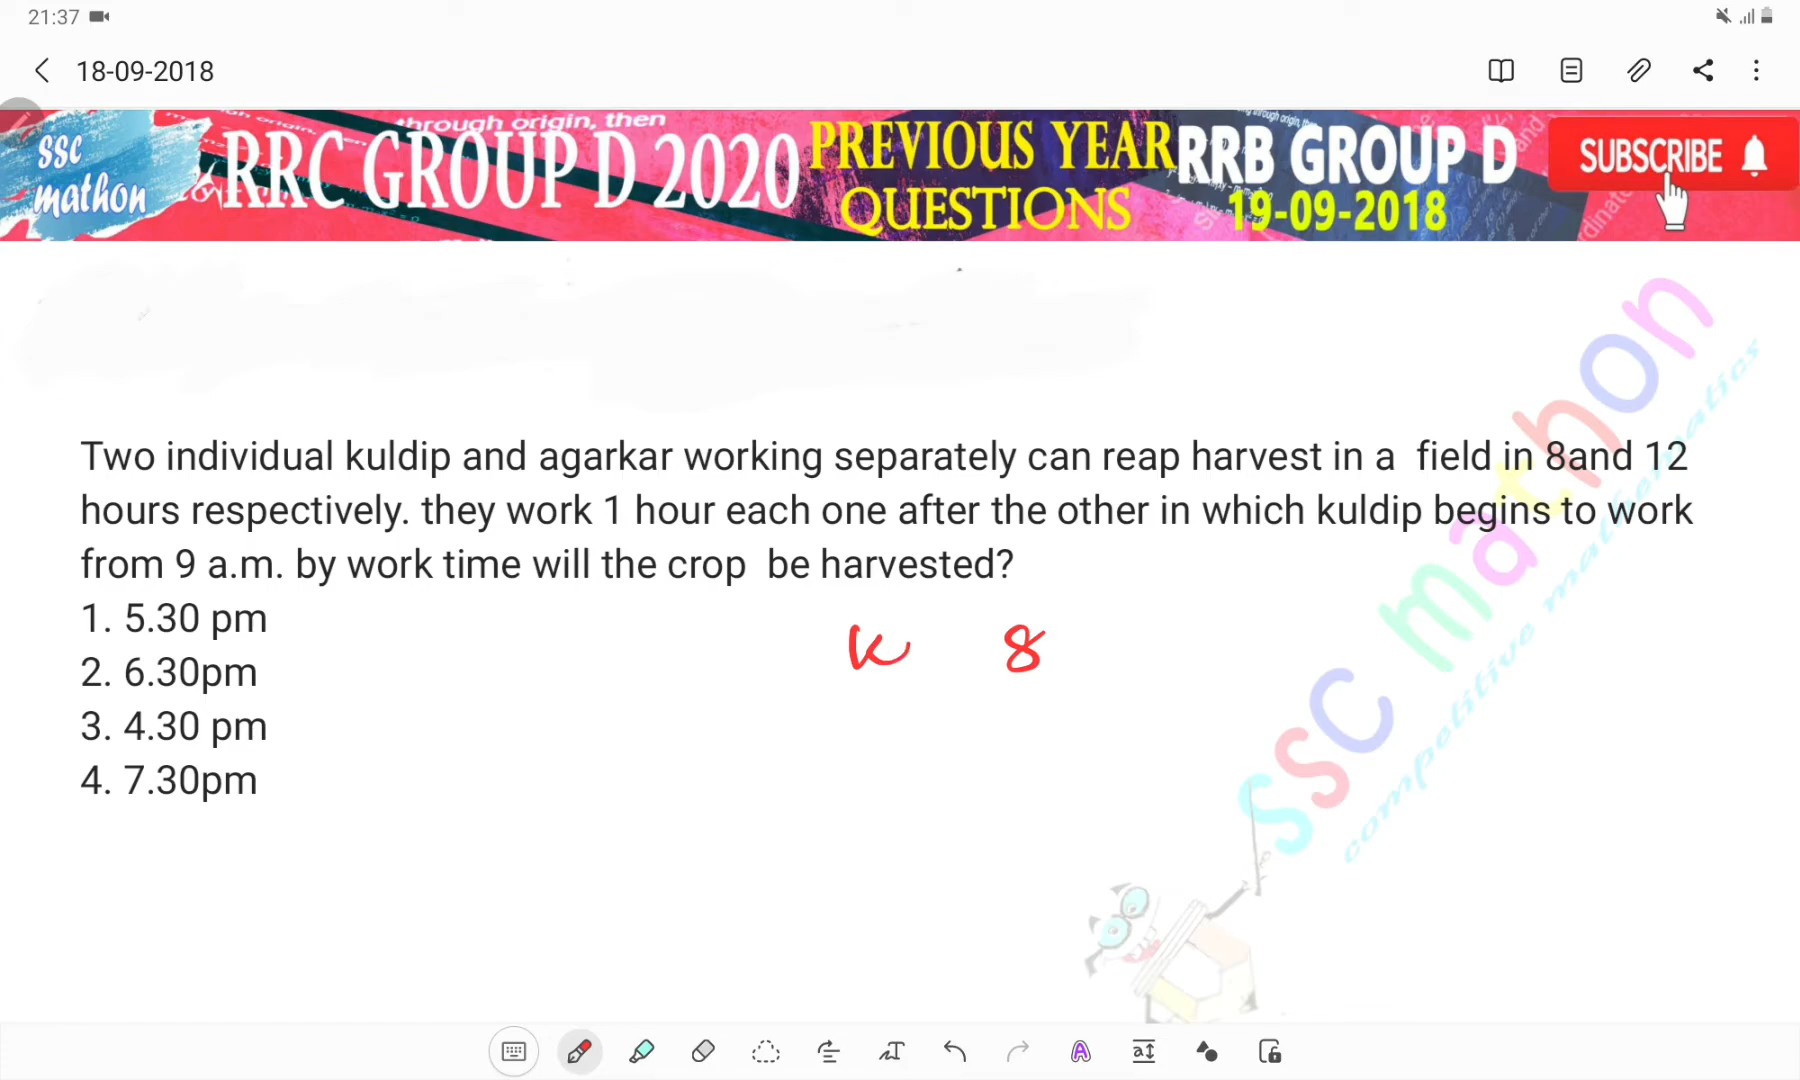 21:37
18-09-2018
through origin, then
SSC
mathon
RRC GROUP D 2020
PREVIOUS YEAR
QUESTIONS
RRB GROUP D
19-09-2018
SUBSCRIBE
Two individual kuldip and agarkar working separately can reap harvest in a field in 8and 12
hours respectively. they work 1 hour each one after the other in which kuldip begins to work
from 9 a.m. by work time will the crop be harvested?
1. 5.30 pm
2. 6.30pm
3. 4.30 pm
4. 7.30pm
K 8
ssc mathon
competitive mathematics